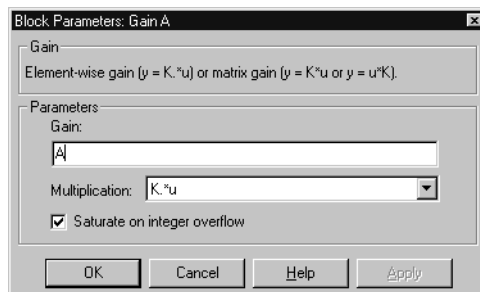 Block Parameters: Gain A
Gain
Element-wise gain (y = K.*u) or matrix gain (y = K*u or y = u*K).
Parameters
Gain:
A
Multiplication: K.*u
Saturate on integer overflow
OK Cancel Help Apply